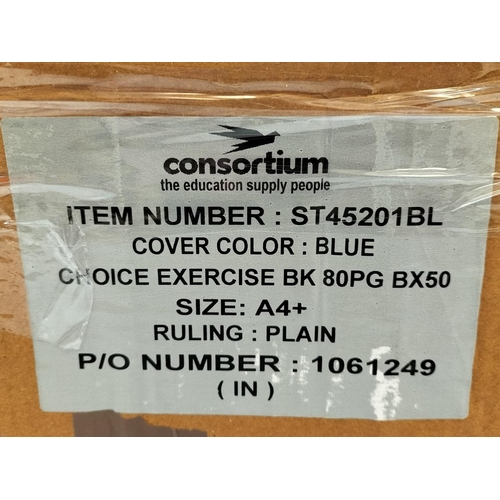 consortium
the education supply people
ITEM NUMBER : ST45201BL
COVER COLOR : BLUE
CHOICE EXERCISE BK 80PG BX50
SIZE: A4+
RULING : PLAIN
P/O NUMBER : 1061249
( IN )